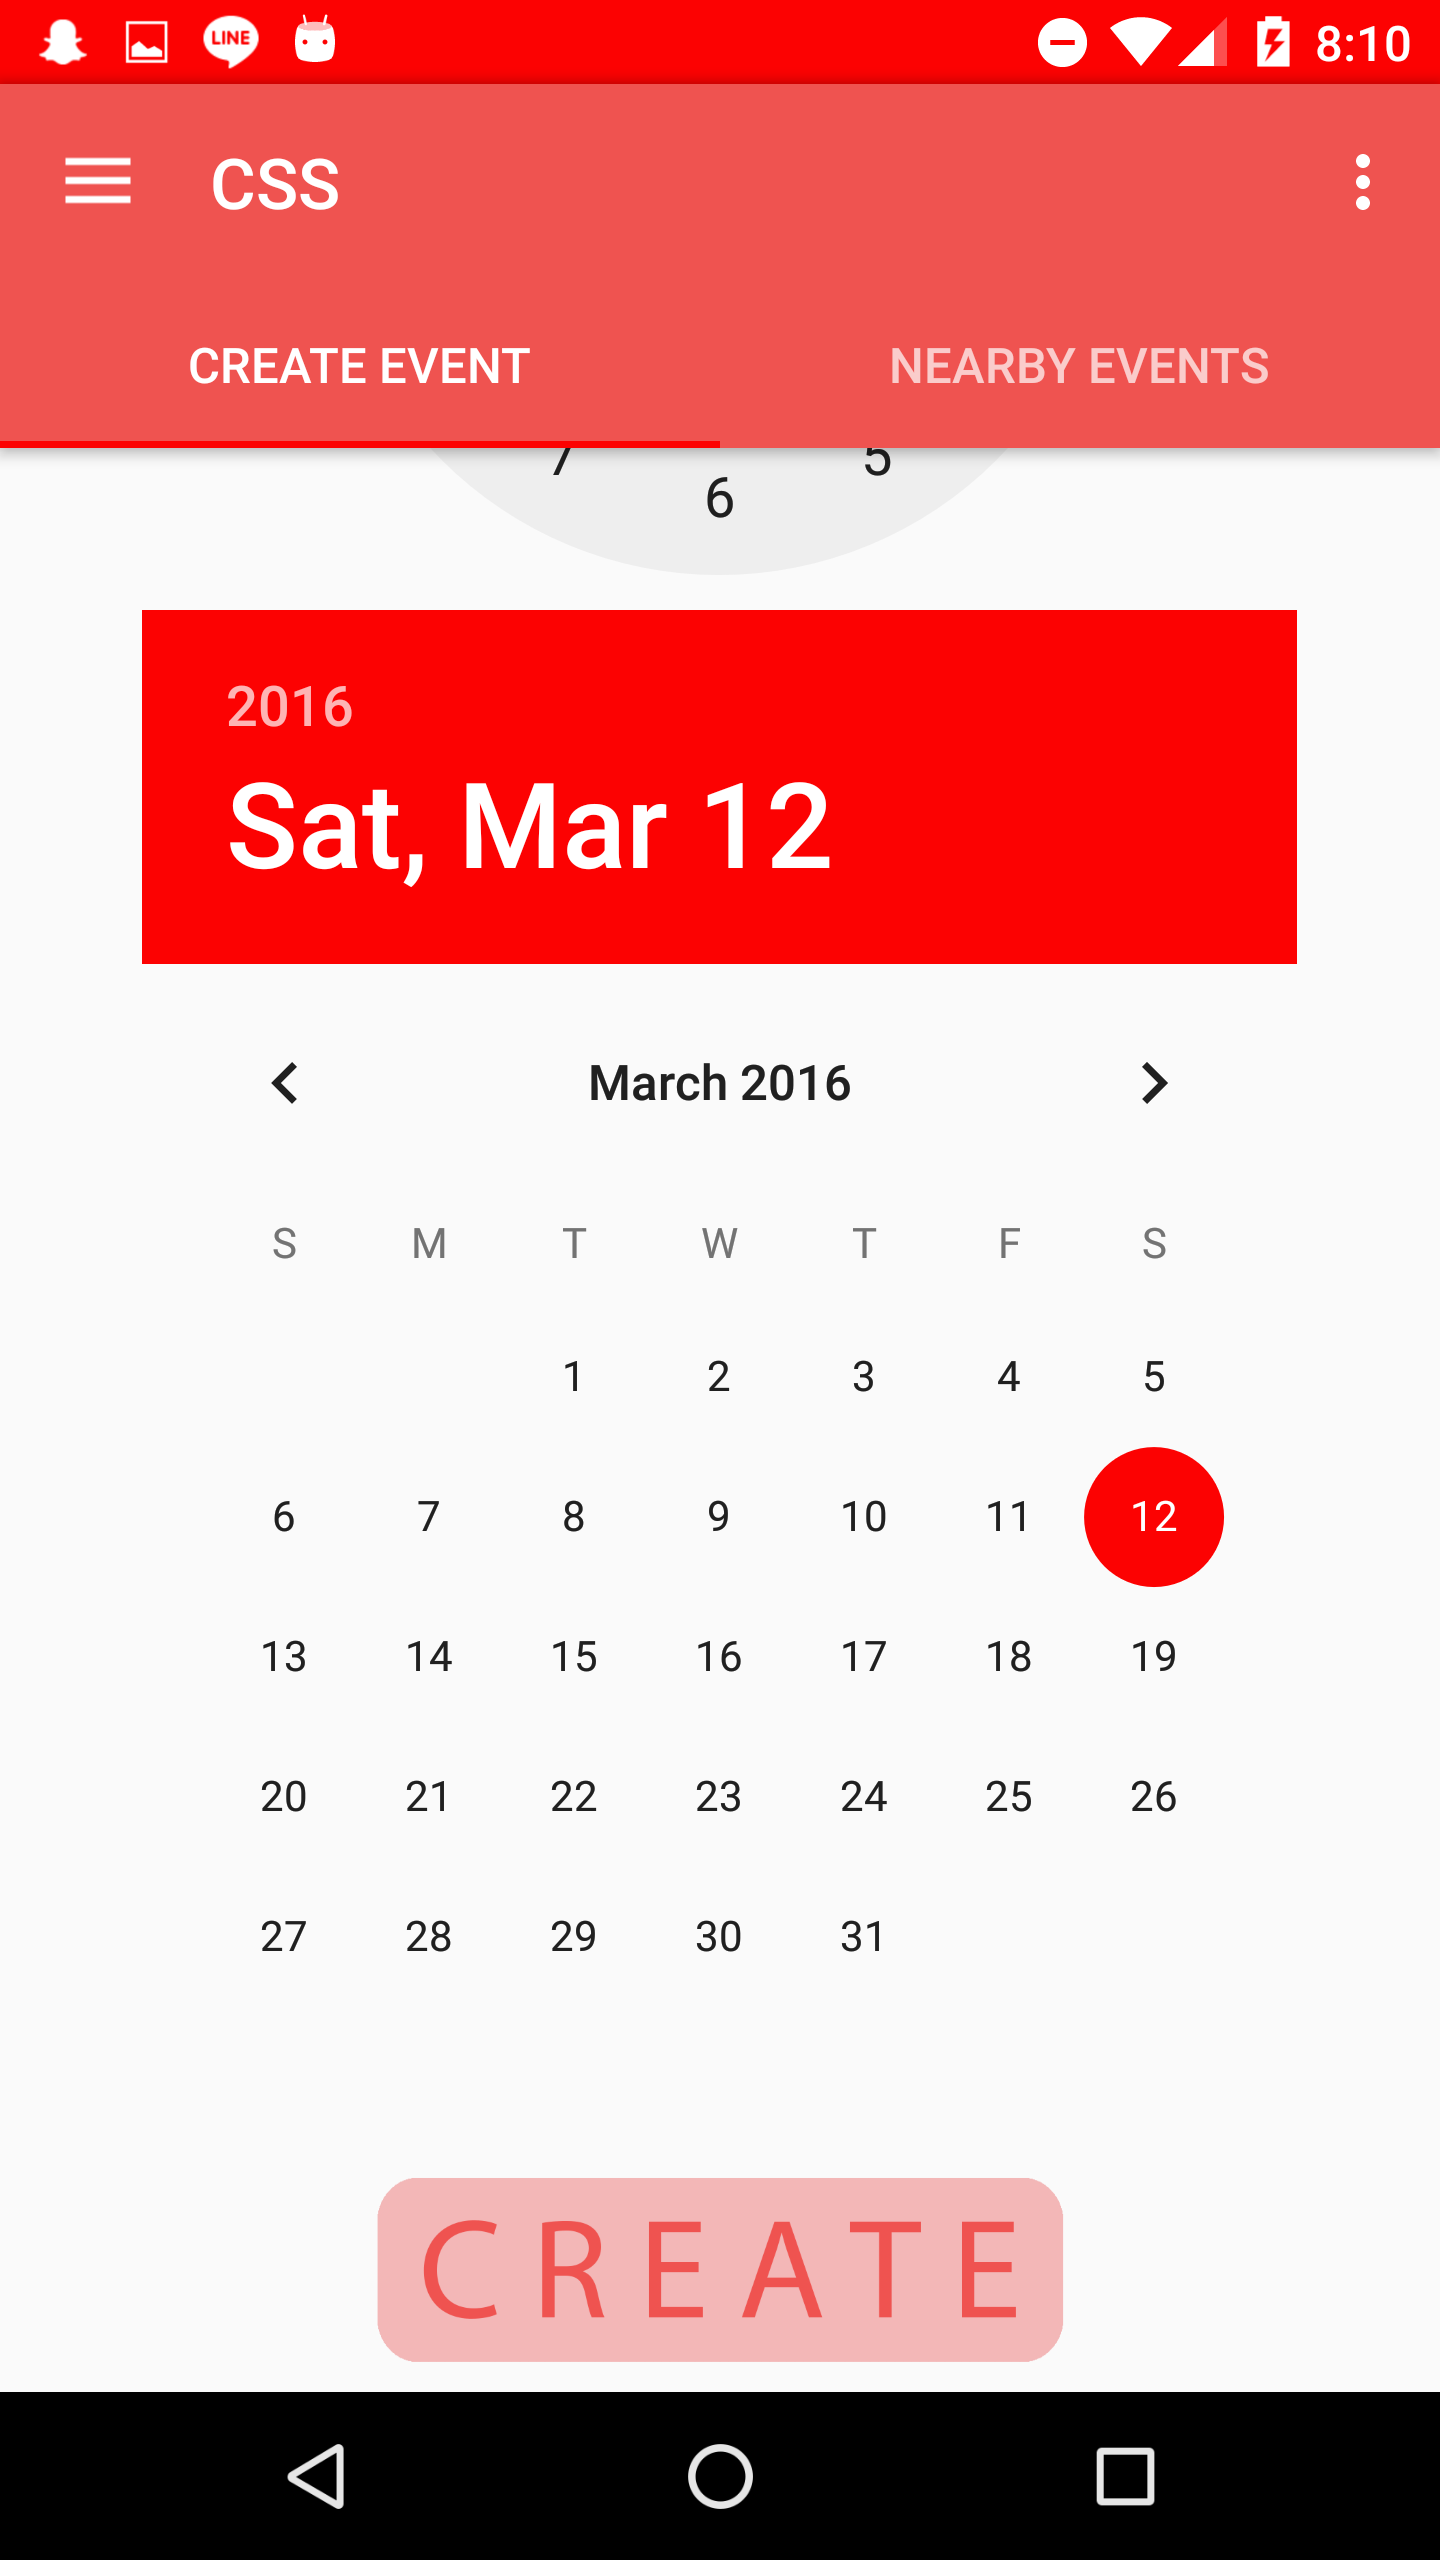 LINE
8:10
CSS
CREATE EVENT
NEARBY EVENTS
7 5
6
2016
Sat, Mar 12
March 2016
S M T W T F S
1 2 3 4 5
6 7 8 9 10 11 12
13 14 15 16 17 18 19
20 21 22 23 24 25 26
27 28 29 30 31
CREATE